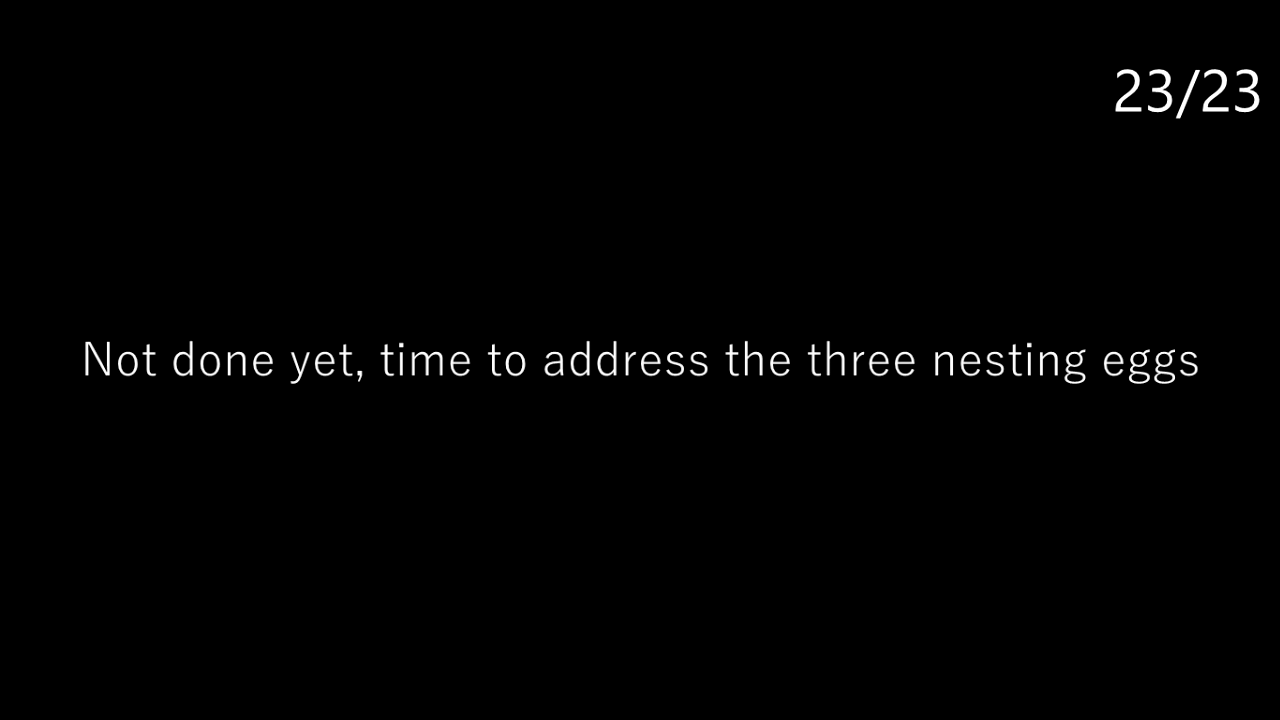 23/23
Not done yet, time to address the three nesting eggs